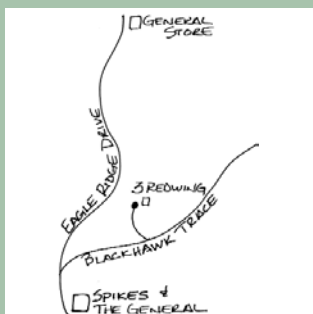 GENERAL
STORE
EAGLE RIDGE DRIVE
3 REDWING
BLACKHAWK TRACE
SPIKES &
THE GENERAL